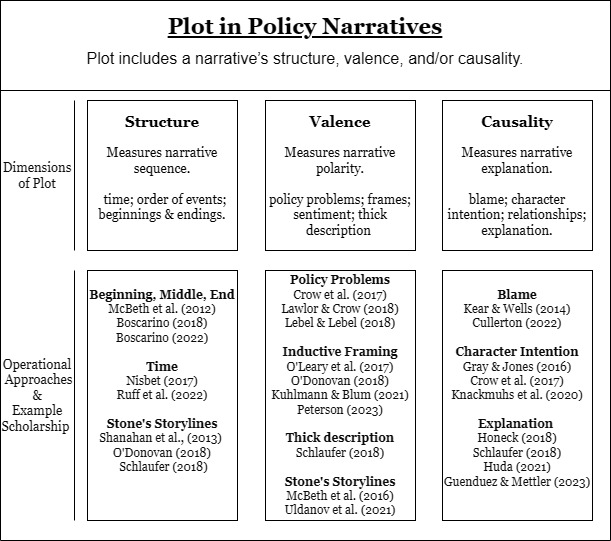 Plot in Policy Narratives
Plot includes a narrative's structure, valence, and/or causality.
Dimensions
of Plot
Structure
Measures narrative
sequence.
time; order of events;
beginnings & endings.
Valence
Measures narrative
polarity.
policy problems; frames;
sentiment; thick
description
Causality
Measures narrative
explanation.
blame; character
intention; relationships;
explanation.
Operational
Approaches
&
Example
Scholarship
Beginning, Middle, End
McBeth et al. (2012)
Boscarino (2018)
Boscarino (2022)
Time
Nisbet (2017)
Ruff et al. (2022)
Stone's Storylines
Shanahan et al., (2013)
O'Donovan (2018)
Schlaufer (2018)
Policy Problems
Crow et al. (2017)
Lawlor & Crow (2018)
Lebel & Lebel (2018)
Inductive Framing
O'Leary et al. (2017)
O'Donovan (2018)
Kuhlmann & Blum (2021)
Peterson (2023)
Thick description
Schlaufer (2018)
Stone's Storylines
McBeth et al. (2016)
Uldanov et al. (2021)
Blame
Kear & Wells (2014)
Cullerton (2022)
Character Intention
Gray & Jones (2016)
Crow et al. (2017)
Knackmuhs et al. (2020)
Explanation
Honeck (2018)
Schlaufer (2018)
Huda (2021)
Guenduez & Mettler (2023)